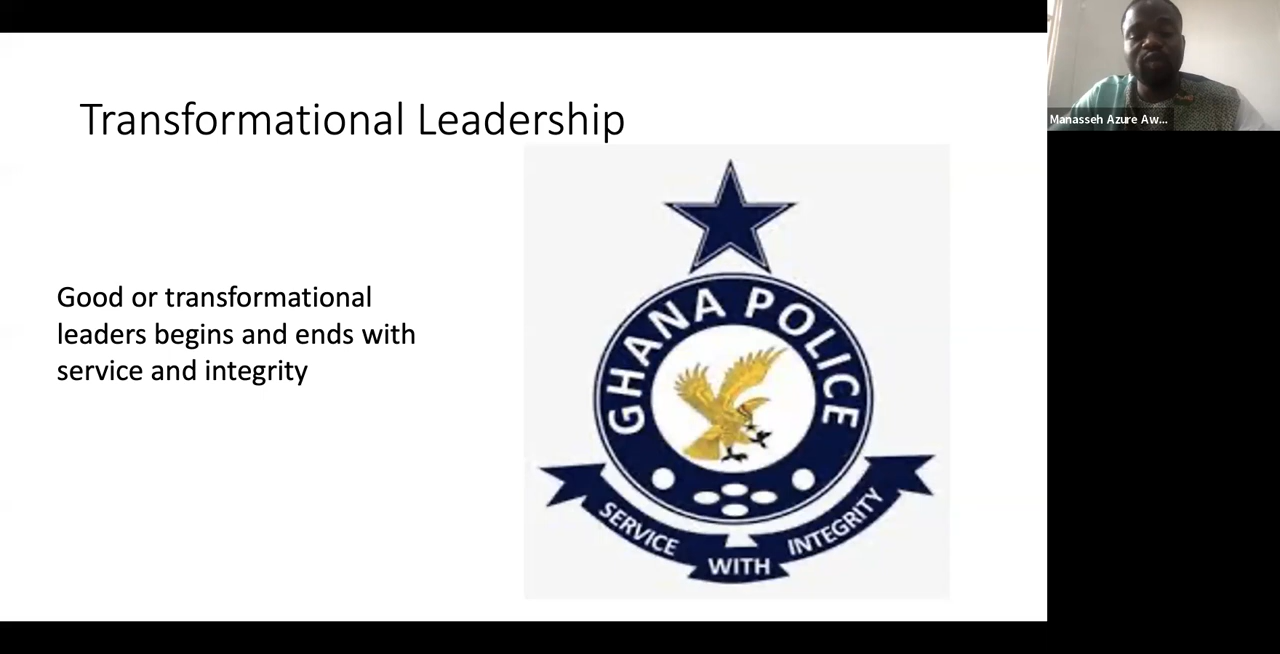 Transformational Leadership
Good or transformational
leaders begins and ends with
service and integrity
GHANA POLICE
SERVICE WITH INTEGRITY
Manasseh Azure Aw...